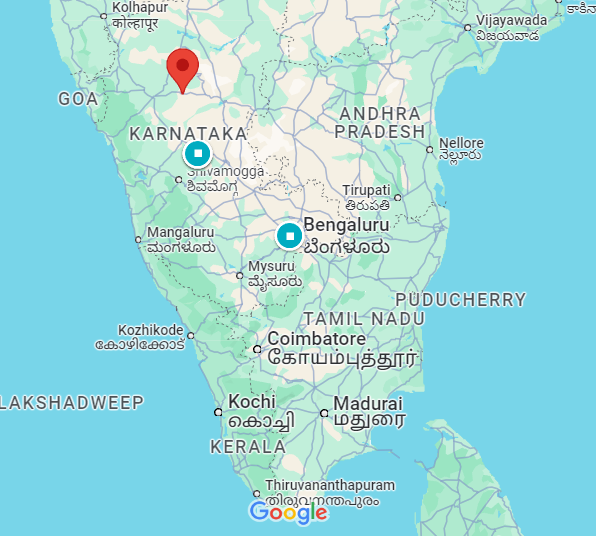 Kolhapur
कोल्हापूर
Vijayawada
విజయవాడ
GOA
KARNATAKA
ANDHRA
PRADESH
Nellore
నెల్లూరు
Shivamogga
ಶಿವಮೊಗ್ಗ
Tirupati
తిరుపతి
Mangaluru
ಮಂಗಳೂರು
Bengaluru
ಬೆಂಗಳೂರು
Mysuru
ಮೈಸೂರು
PUDUCHERRY
TAMIL NADU
Kozhikode
കോഴിക്കോട്
Coimbatore
கோயம்புத்தூர்
LAKSHADWEEP
Kochi
കൊച്ചി
Madurai
மதுரை
KERALA
Thiruvananthapuram
തിരുവനന്തപുരം
Google